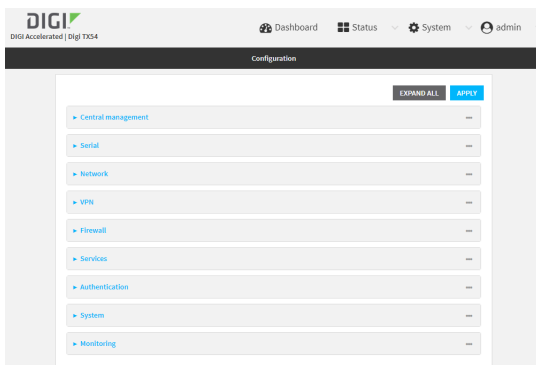 DIGI
DIGI Accelerated | Digi TX54
Dashboard Status System admin
Configuration
EXPAND ALL APPLY
Central management
Serial
Network
VPN
Firewall
Services
Authentication
System
Monitoring